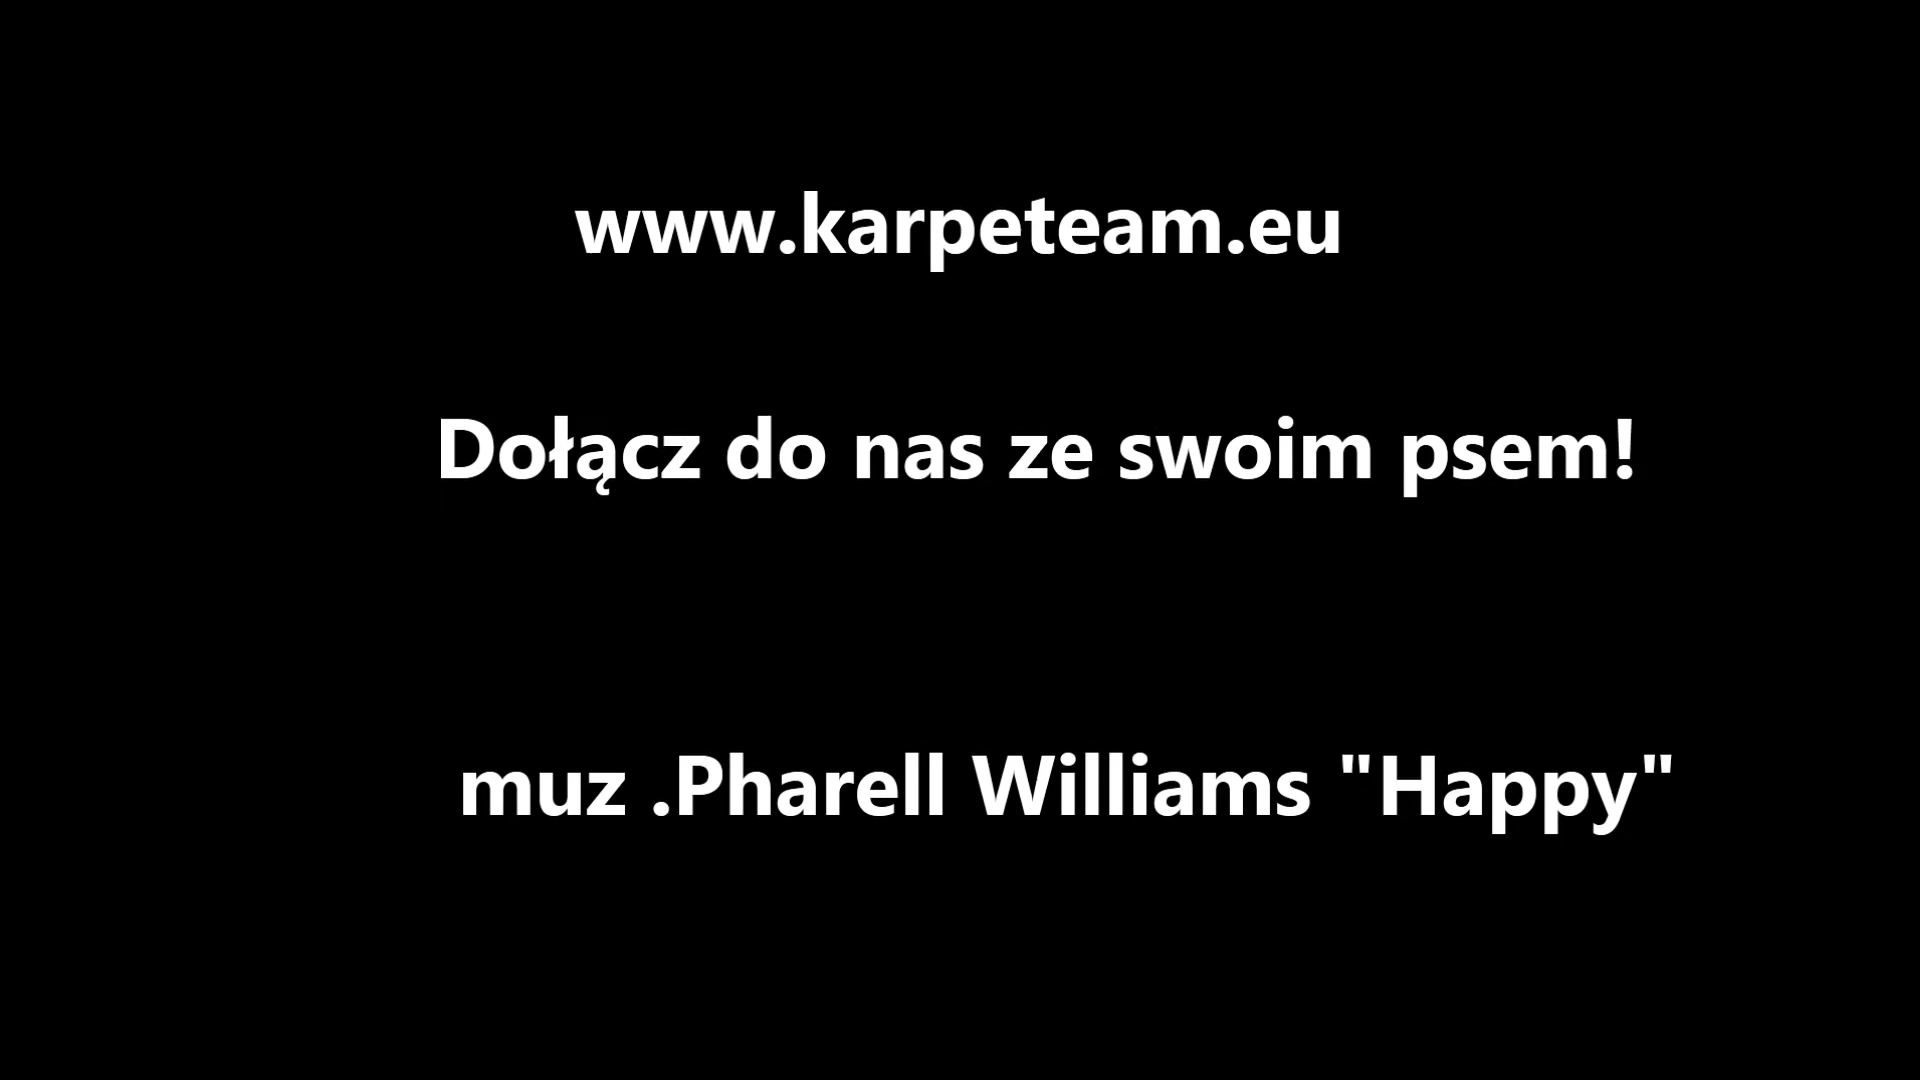 www.karpeteam.eu
Dołącz do nas ze swoim psem!
muz .Pharell Williams "Happy"